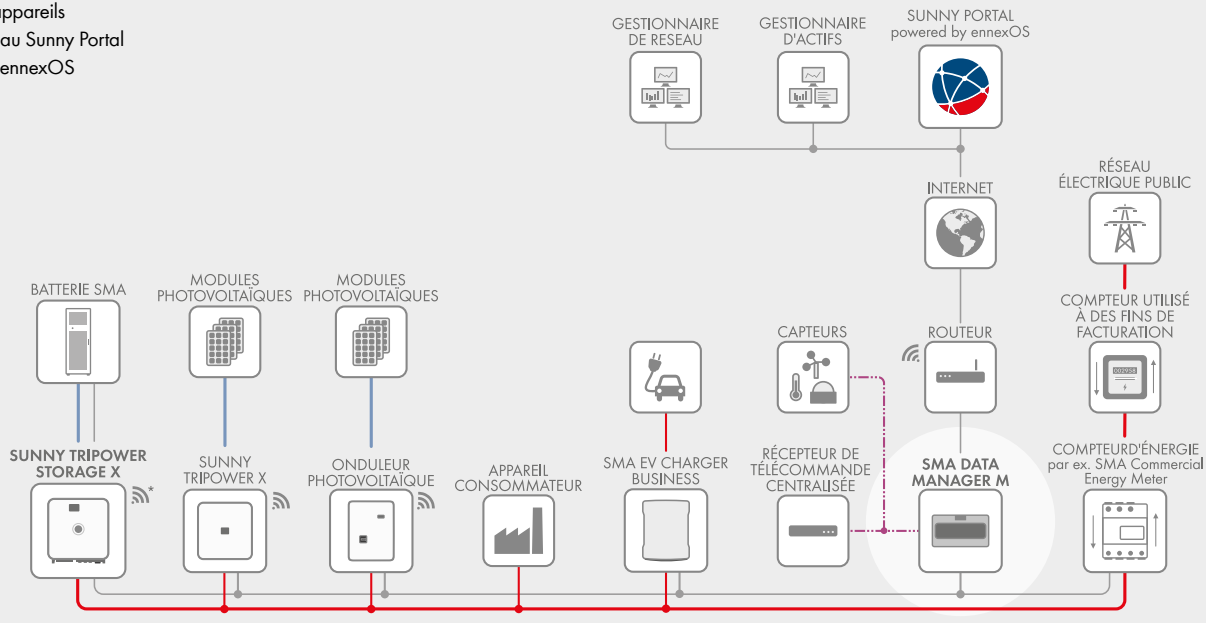 appareils
au Sunny Portal
ennexOS
GESTIONNAIRE
DE RESEAU
GESTIONNAIRE
D'ACTIFS
SUNNY PORTAL
powered by ennexOS
INTERNET
RÉSEAU
ÉLECTRIQUE PUBLIC
BATTERIE SMA
MODULES
PHOTOVOLTAÏQUES
MODULES
PHOTOVOLTAÏQUES
CAPTEURS
ROUTEUR
COMPTEUR UTILISÉ
À DES FINS DE
FACTURATION
SUNNY TRIPOWER
STORAGE X
*
SUNNY
TRIPOWER X
ONDULEUR
PHOTOVOLTAÏQUE
APPAREIL
CONSOMMATEUR
SMA EV CHARGER
BUSINESS
RÉCEPTEUR DE
TÉLÉCOMMANDE
CENTRALISÉE
SMA DATA
MANAGER M
COMPTEURD'ÉNERGIE
par ex. SMA Commercial
Energy Meter